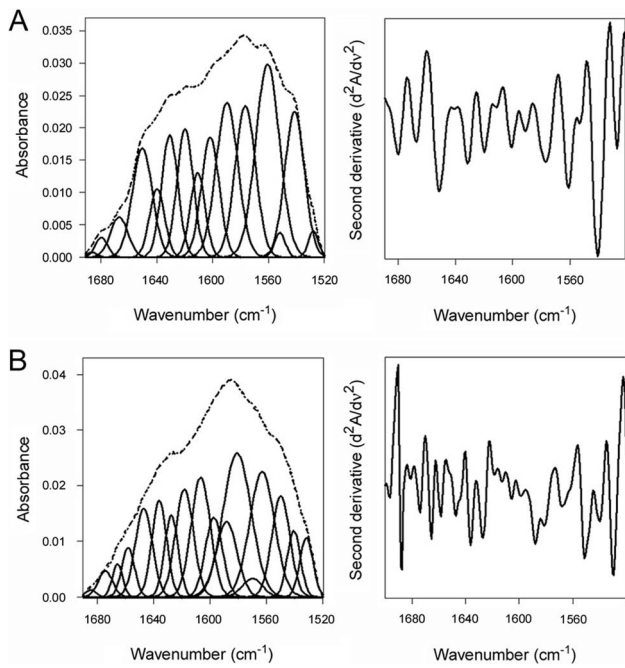 A
0.035
0.030
0.025
0.020
0.015
0.010
0.005
0.000
Absorbance
1680 1640 1600 1560 1520
Wavenumber (cm⁻¹)
Second derivative (d²A/dv²)
1680 1640 1600 1560
Wavenumber (cm⁻¹)
B
0.04
0.03
0.02
0.01
0.00
Absorbance
1680 1640 1600 1560 1520
Wavenumber (cm⁻¹)
Second derivative (d²A/dv²)
1680 1640 1600 1560
Wavenumber (cm⁻¹)